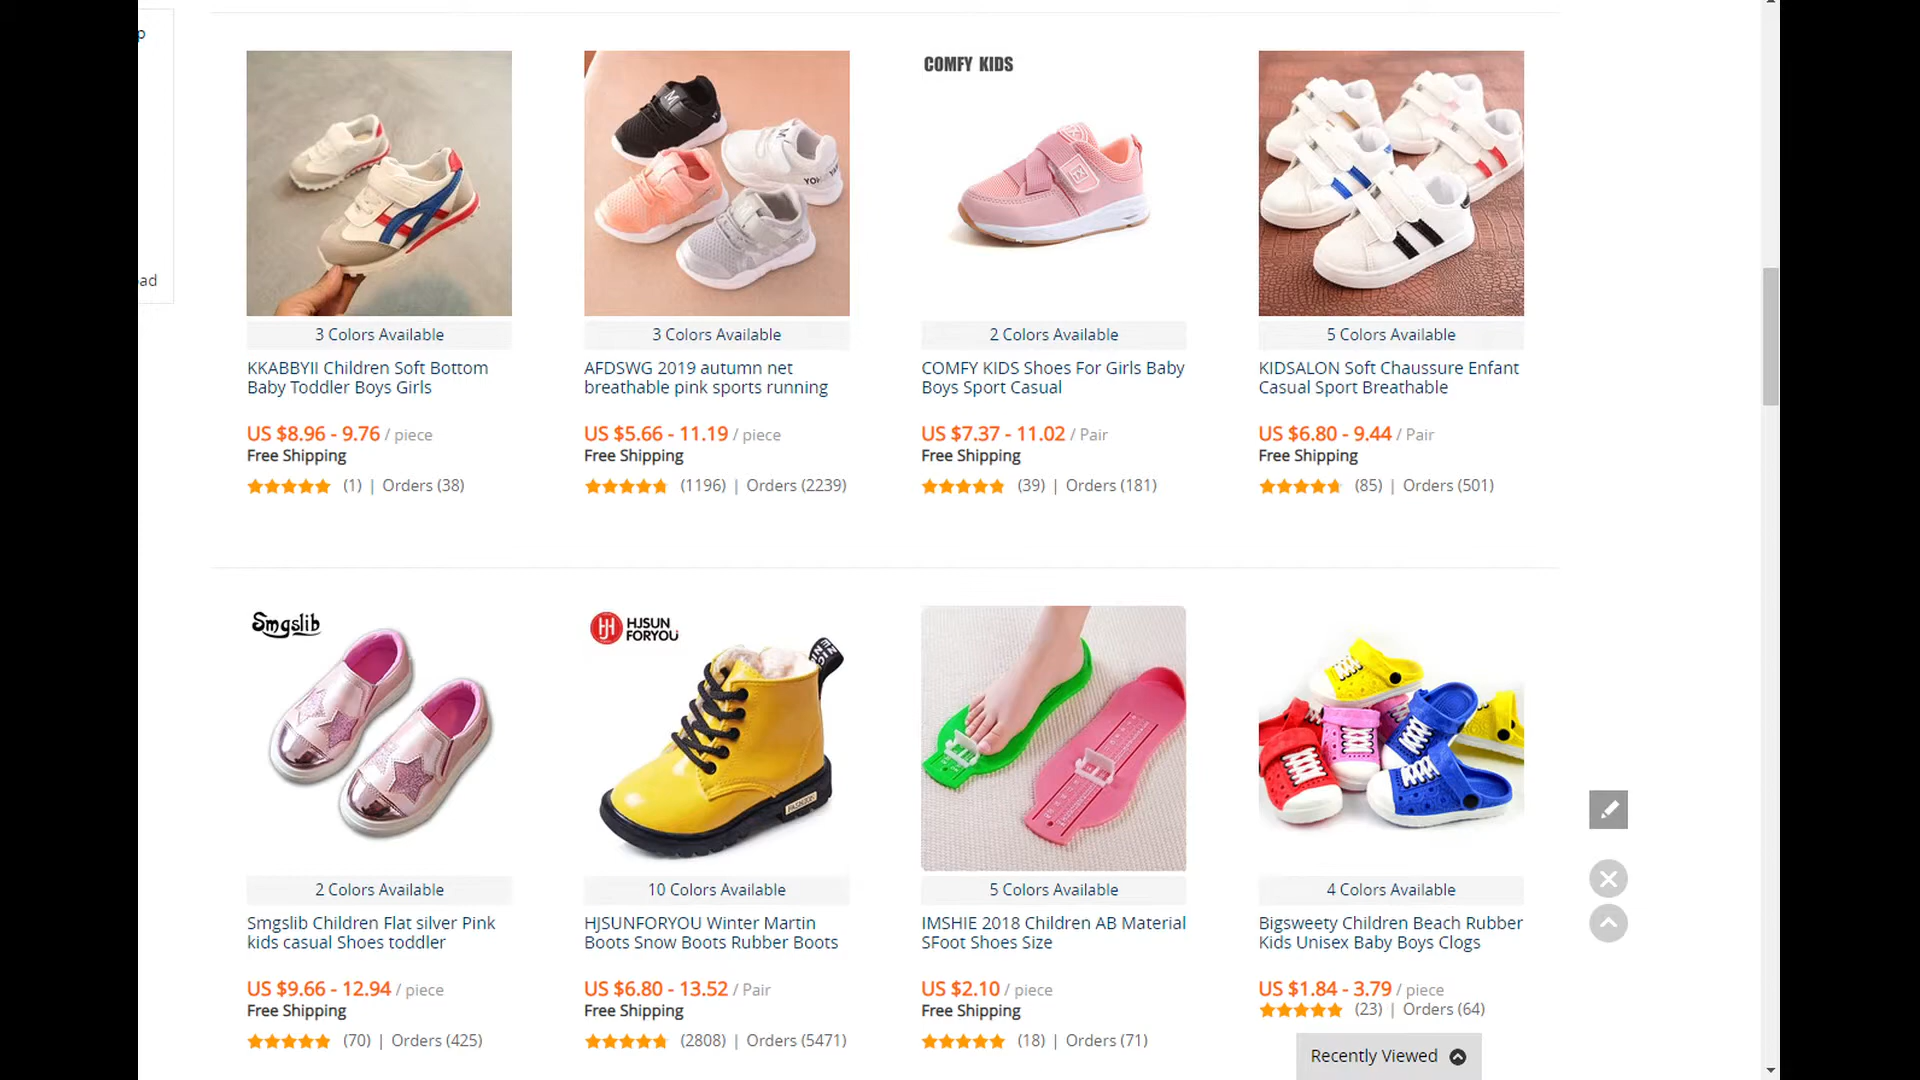 p
ad
COMFY KIDS
3 Colors Available
3 Colors Available
2 Colors Available
5 Colors Available
KKABBYII Children Soft Bottom
Baby Toddler Boys Girls
AFDSWG 2019 autumn net
breathable pink sports running
COMFY KIDS Shoes For Girls Baby
Boys Sport Casual
KIDSALON Soft Chaussure Enfant
Casual Sport Breathable
US $8.96 - 9.76 / piece
Free Shipping
(1) | Orders (38)
US $5.66 - 11.19 / piece
Free Shipping
(1196) | Orders (2239)
US $7.37 - 11.02 / Pair
Free Shipping
(39) | Orders (181)
US $6.80 - 9.44 / Pair
Free Shipping
(85) | Orders (501)
Smgslib
HJ HJSUN
FORYOU
2 Colors Available
10 Colors Available
5 Colors Available
4 Colors Available
Smgslib Children Flat silver Pink
kids casual Shoes toddler
HJSUNFORYOU Winter Martin
Boots Snow Boots Rubber Boots
IMSHIE 2018 Children AB Material
SFoot Shoes Size
Bigsweety Children Beach Rubber
Kids Unisex Baby Boys Clogs
US $9.66 - 12.94 / piece
Free Shipping
(70) | Orders (425)
US $6.80 - 13.52 / Pair
Free Shipping
(2808) | Orders (5471)
US $2.10 / piece
Free Shipping
(18) | Orders (71)
US $1.84 - 3.79 / piece
(23) | Orders (64)
Recently Viewed